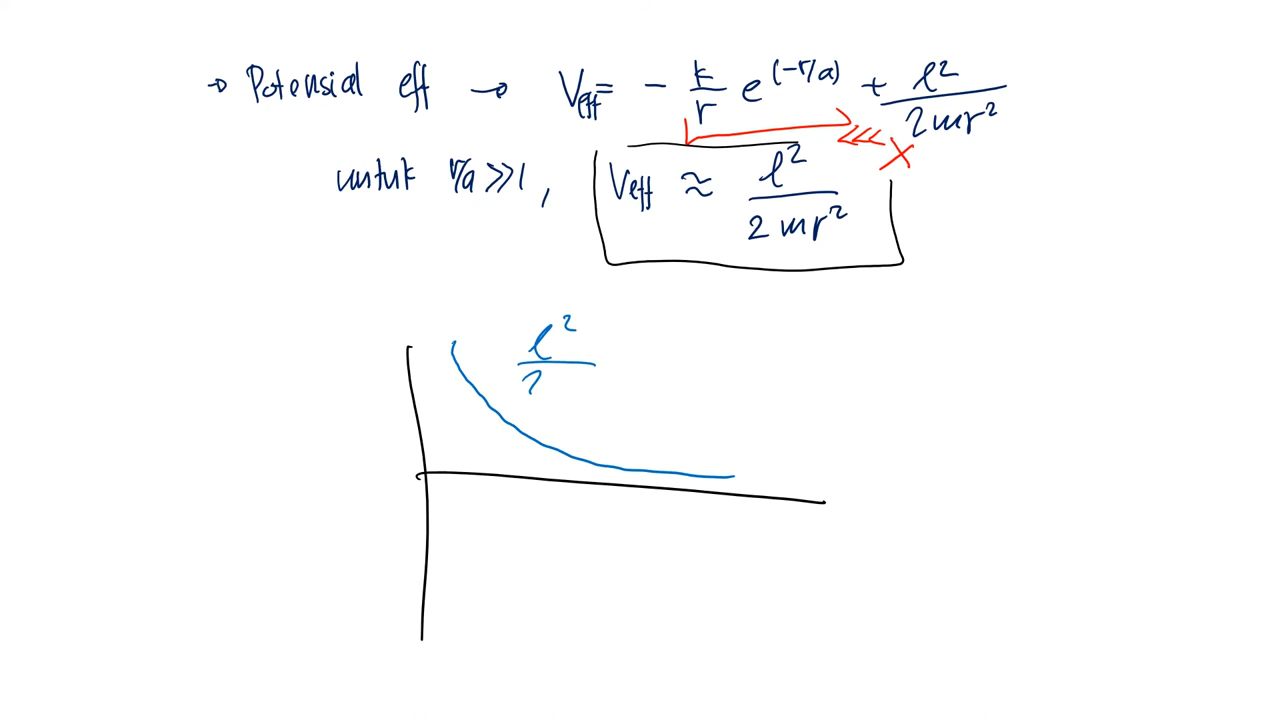 → Potensial eff → Veff = - k/r e^(-r/a) + ℓ²/2mr²
<<< X
untuk r/a >> 1, Veff ≈ ℓ²/2mr²
ℓ²/2